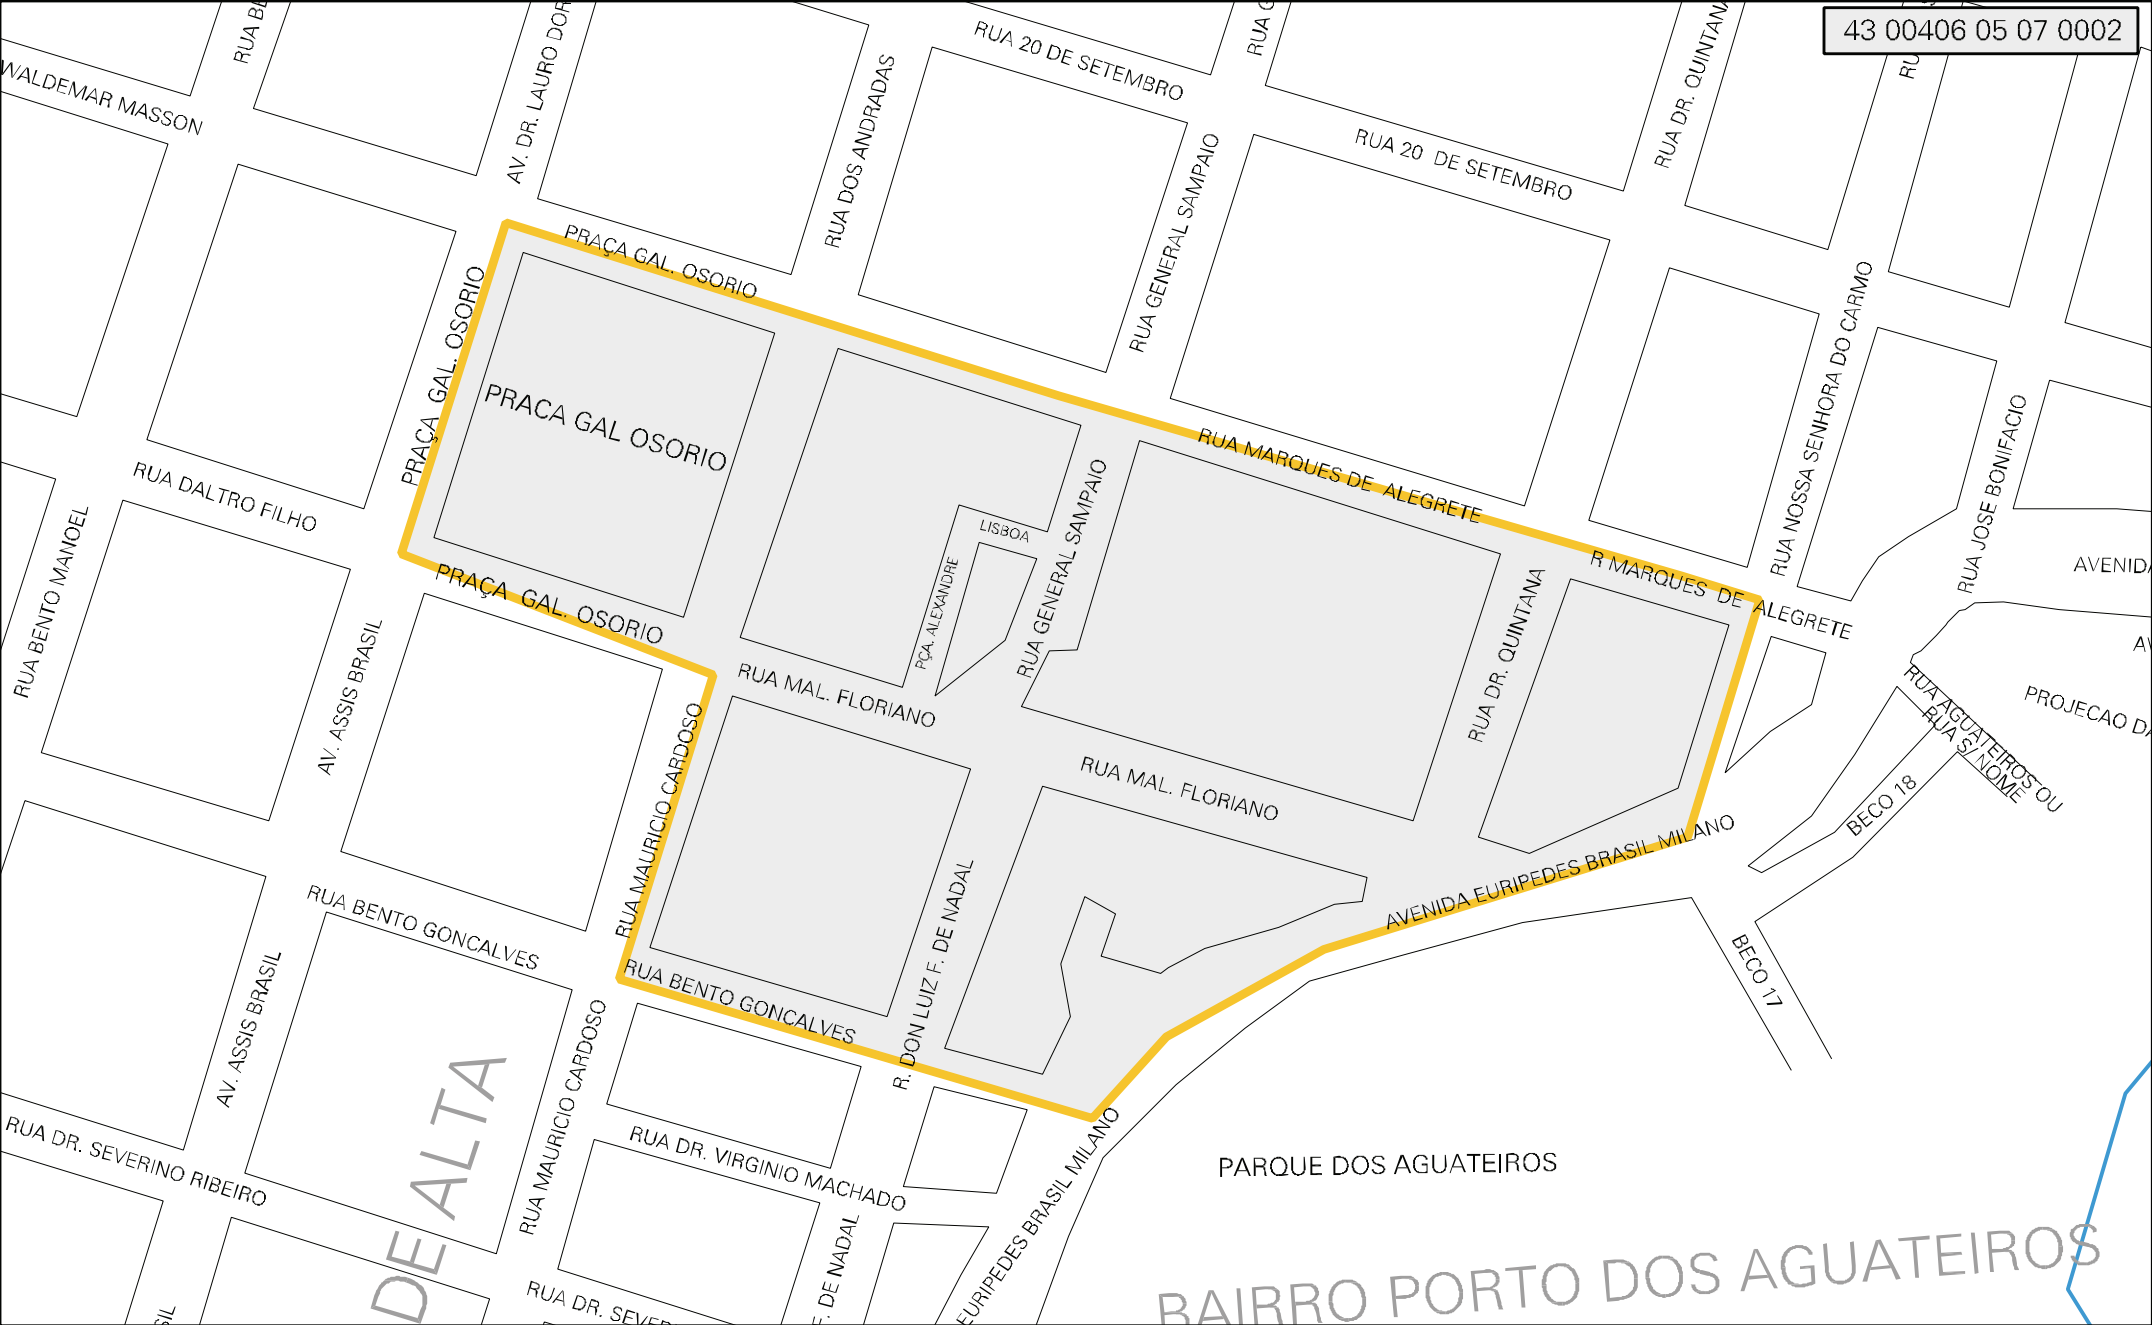 43 00406 05 07 0002
RUA 20 DE SETEMBRO
WALDEMAR MASSON
AV. DR. LAURO DOR
RUA DOS ANDRADAS
RUA GENERAL SAMPAIO
RUA 20 DE SETEMBRO
RUA DR. QUINTANA
PRAÇA GAL. OSORIO
PRAÇA GAL. OSORIO
PRACA GAL OSORIO
PRAÇA GAL. OSORIO
RUA MARQUES DE ALEGRETE
R MARQUES DE ALEGRETE
RUA NOSSA SENHORA DO CARMO
RUA JOSE BONIFACIO
RUA DALTRO FILHO
RUA BENTO MANOEL
AV. ASSIS BRASIL
LISBOA
PÇA. ALEXANDRE
RUA GENERAL SAMPAIO
RUA DR. QUINTANA
RUA MAL. FLORIANO
RUA MAL. FLORIANO
RUA MAURICIO CARDOSO
RUA BENTO GONCALVES
RUA BENTO GONCALVES
R. DON LUIZ F. DE NADAL
AVENIDA EURIPEDES BRASIL MILANO
AVENIDA
PROJECAO DA
RUA AGUATEIROS OU
RUA S/ NOME
BECO 18
BECO 17
AV. ASSIS BRASIL
RUA MAURICIO CARDOSO
RUA DR. SEVERINO RIBEIRO
RUA DR. VIRGINIO MACHADO
EURIPEDES BRASIL MILANO
F. DE NADAL
RUA DR. SEVER
DE ALTA
PARQUE DOS AGUATEIROS
BAIRRO PORTO DOS AGUATEIROS